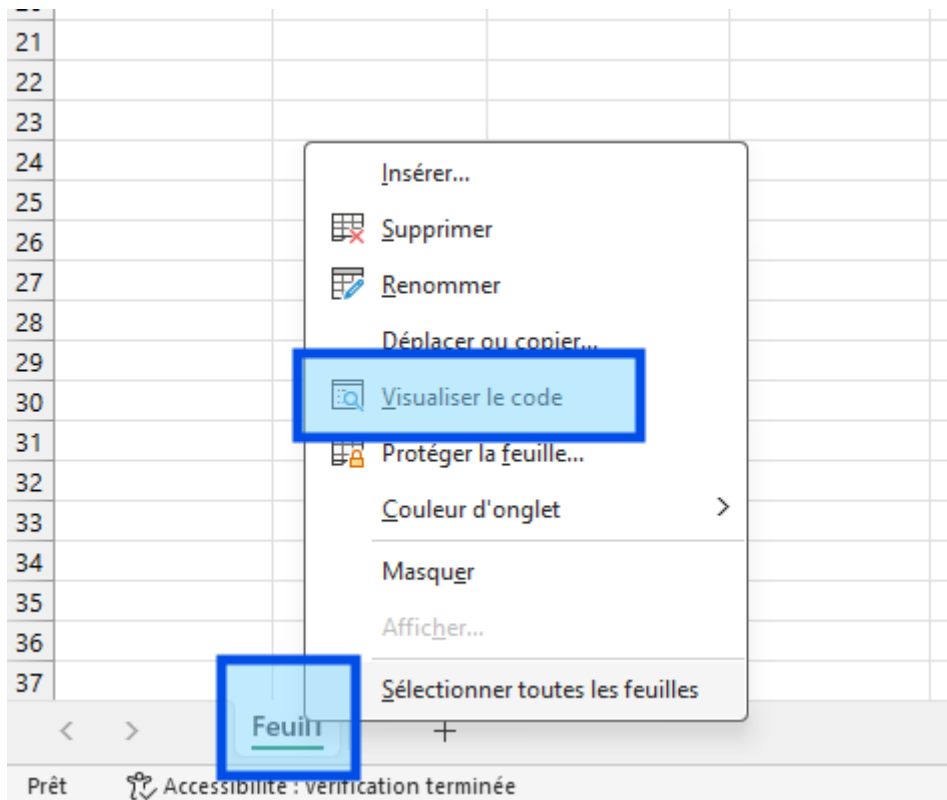 21
22
23
24
25
26
27
28
29
30
31
32
33
34
35
36
37
Insérer...
Supprimer
Renommer
Déplacer ou copier...
Visualiser le code
Protéger la feuille...
Couleur d'onglet
Masquer
Afficher...
Sélectionner toutes les feuilles
Feuil1
Prêt
Accessibilité : vérification terminée